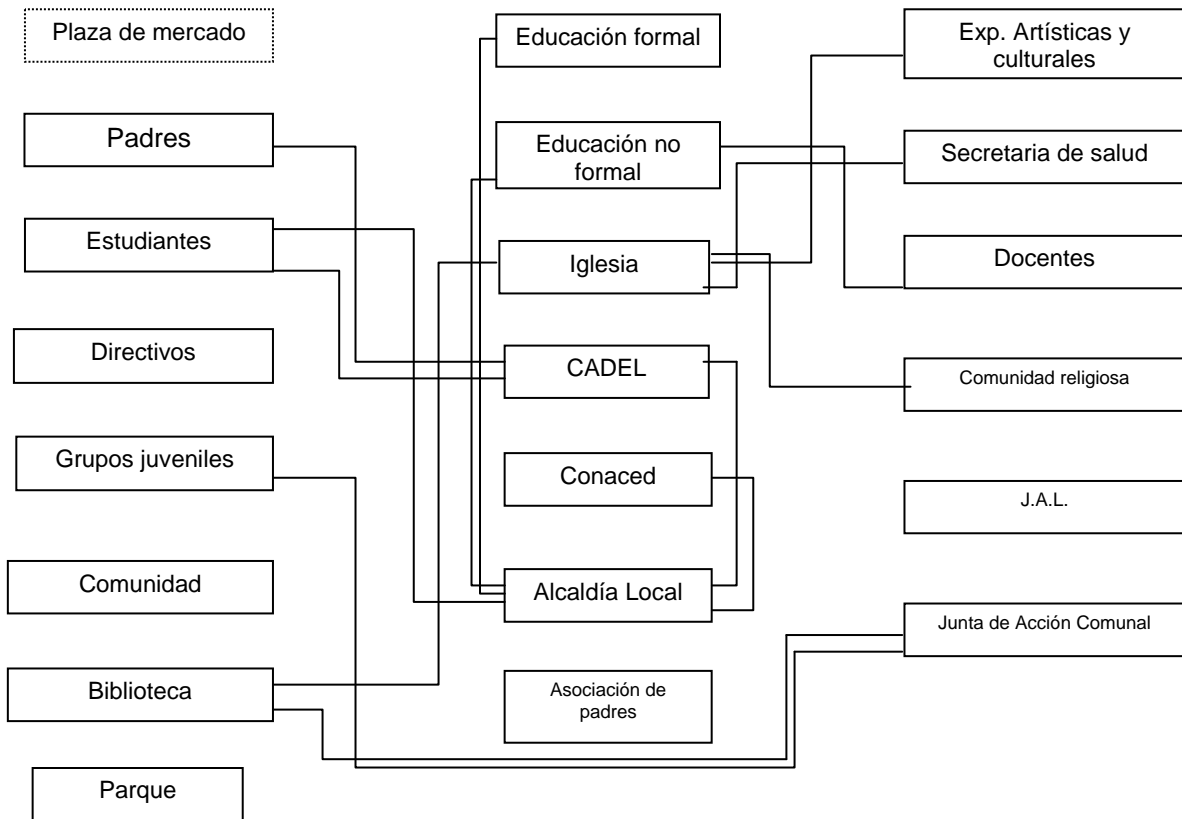 Plaza de mercado
Padres
Estudiantes
Directivos
Grupos juveniles
Comunidad
Biblioteca
Parque
Educación formal
Educación no
formal
Iglesia
CADEL
Conaced
Alcaldía Local
Asociación de
padres
Exp. Artísticas y
culturales
Secretaria de salud
Docentes
Comunidad religiosa
J.A.L.
Junta de Acción Comunal